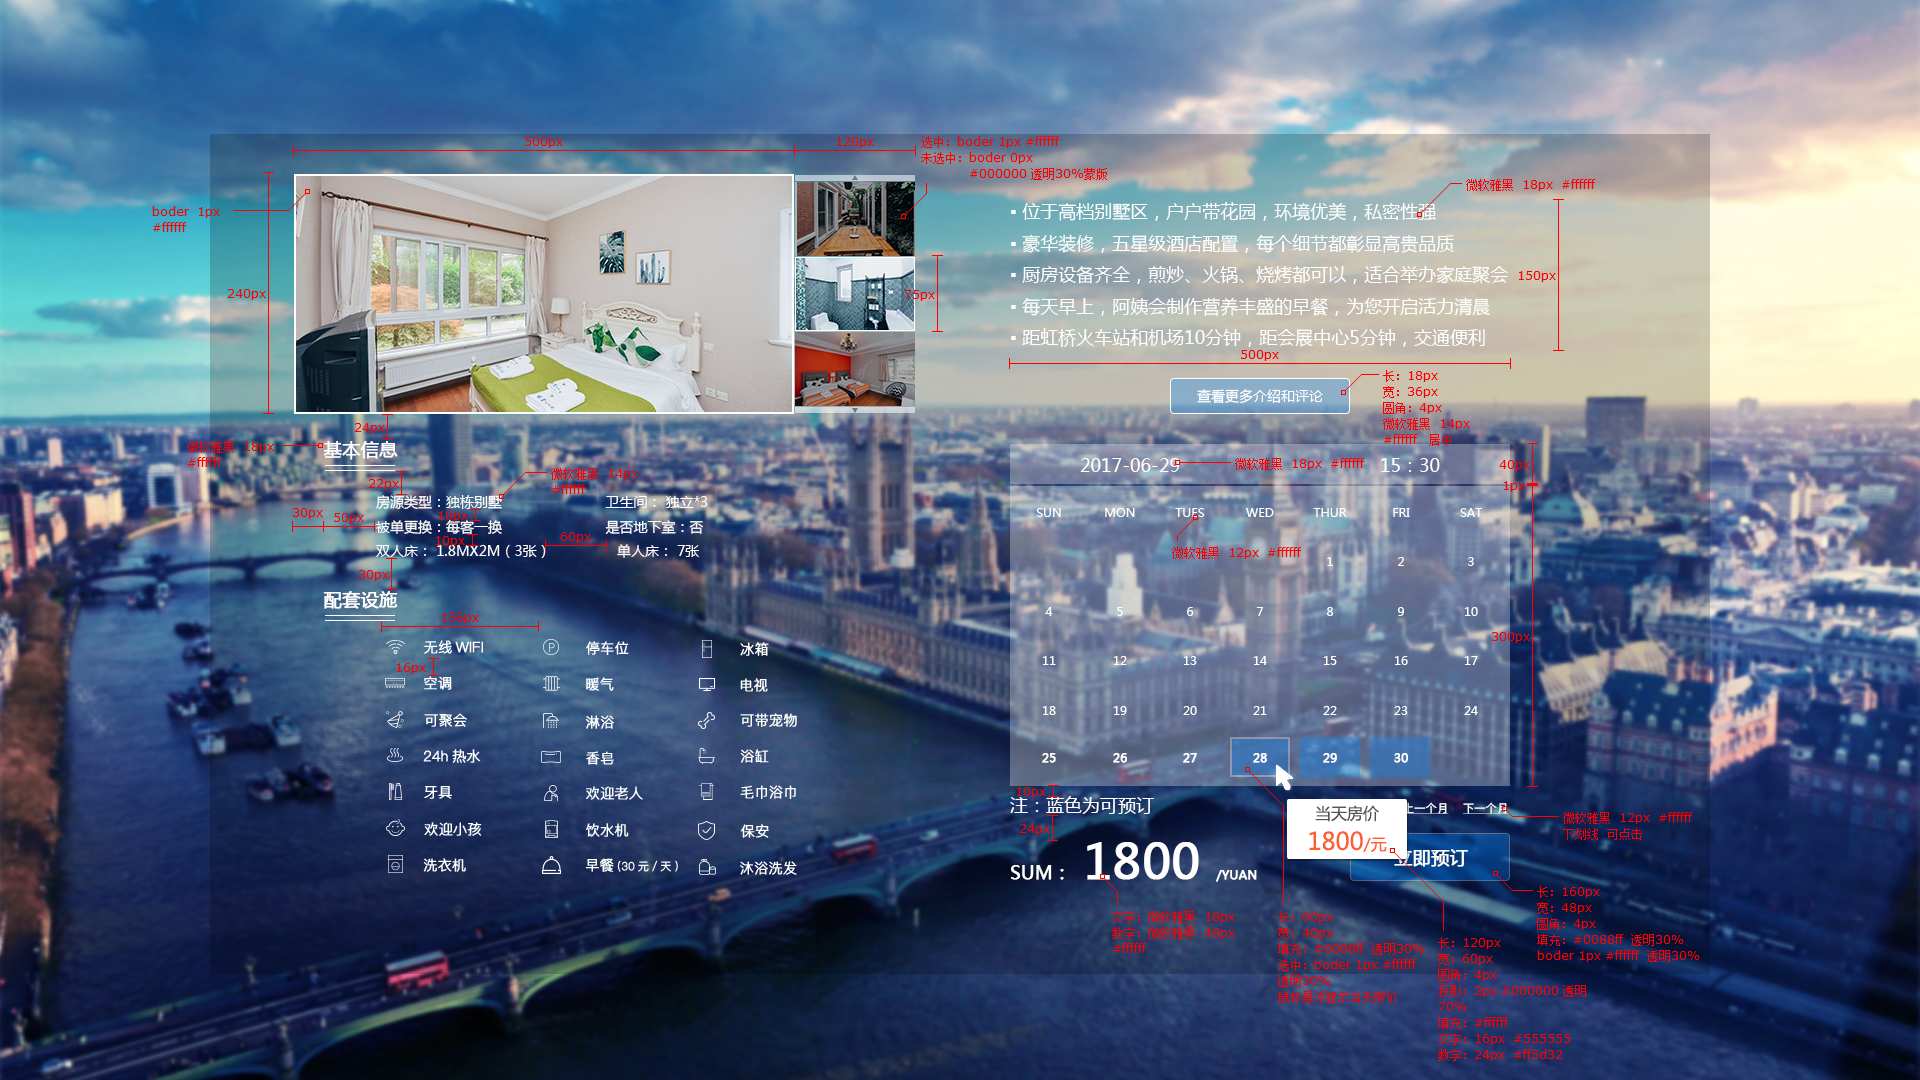 500px
120px
选中：boder 1px #ffffff
未选中：boder 0px
#000000 透明30%蒙版
boder 1px
#ffffff
240px
75px
微软雅黑 18px #ffffff
▪ 位于高档别墅区，户户带花园，环境优美，私密性强
▪ 豪华装修，五星级酒店配置，每个细节都彰显高贵品质
▪ 厨房设备齐全，煎炒、火锅、烧烤都可以，适合举办家庭聚会
▪ 每天早上，阿姨会制作营养丰盛的早餐，为您开启活力清晨
▪ 距虹桥火车站和机场10分钟，距会展中心5分钟，交通便利
150px
500px
查看更多介绍和评论
长：18px
宽：36px
圆角：4px
微软雅黑 14px
#ffffff 居中
24px
微软雅黑 18px
#ffffff
基本信息
22px
微软雅黑 14px
#ffffff
房源类型：独栋别墅
卫生间： 独立*3
30px
50px
被单更换：每客一换
是否地下室：否
10px
60px
双人床： 1.8MX2M（3张）
单人床： 7张
30px
配套设施
155px
无线 WIFI
停车位
冰箱
16px
空调
暖气
电视
可聚会
淋浴
可带宠物
24h 热水
香皂
浴缸
牙具
欢迎老人
毛巾浴巾
欢迎小孩
饮水机
保安
洗衣机
早餐 (30 元 / 天 )
沐浴洗发
2017-06-29
微软雅黑 18px #ffffff
15：30
40px
1px
SUN MON TUES WED THUR FRI SAT
微软雅黑 12px #ffffff
1 2 3
4 5 6 7 8 9 10
300px
11 12 13 14 15 16 17
18 19 20 21 22 23 24
25 26 27 28 29 30
10px
注：蓝色为可预订
24px
当天房价
1800/元
上一个月
下一个月
微软雅黑 12px #ffffff
下划线 可点击
SUM： 1800 /YUAN
立即预订
长：160px
宽：48px
圆角：4px
填充：#0088ff 透明30%
boder 1px #ffffff 透明30%
文字：微软雅黑 18px
数字：微软雅黑 48px
#ffffff
宽：40px
填充：#0088ff 透明30%
选中：boder 1px #ffffff
透明30%
长：120px
宽：60px
圆角：4px
2px #000000 透明
70%
填充：#ffffff
文字：16px #555555
数字：24px #ff5d32